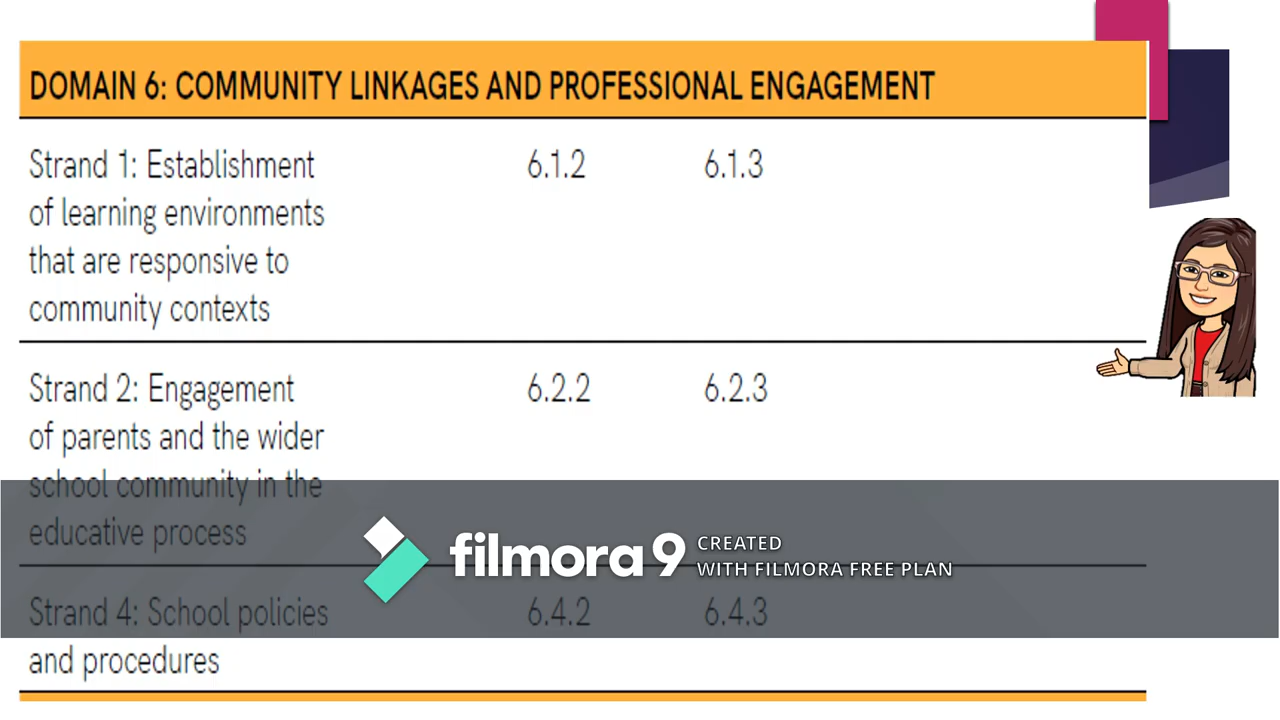 DOMAIN 6: COMMUNITY LINKAGES AND PROFESSIONAL ENGAGEMENT
Strand 1: Establishment 6.1.2 6.1.3
of learning environments
that are responsive to
community contexts
Strand 2: Engagement 6.2.2 6.2.3
of parents and the wider
school community in the
educative process
filmora9 CREATED
WITH FILMORA FREE PLAN
Strand 4: School policies 6.4.2 6.4.3
and procedures